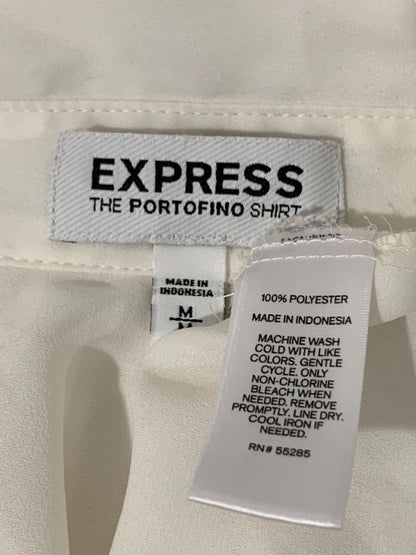 EXPRESS
THE PORTOFINO SHIRT
MADE IN
INDONESIA
M
M
100% POLYESTER
MADE IN INDONESIA
MACHINE WASH
COLD WITH LIKE
COLORS. GENTLE
CYCLE. ONLY
NON-CHLORINE
BLEACH WHEN
NEEDED. REMOVE
PROMPTLY. LINE DRY.
COOL IRON IF
NEEDED.
RN# 55285